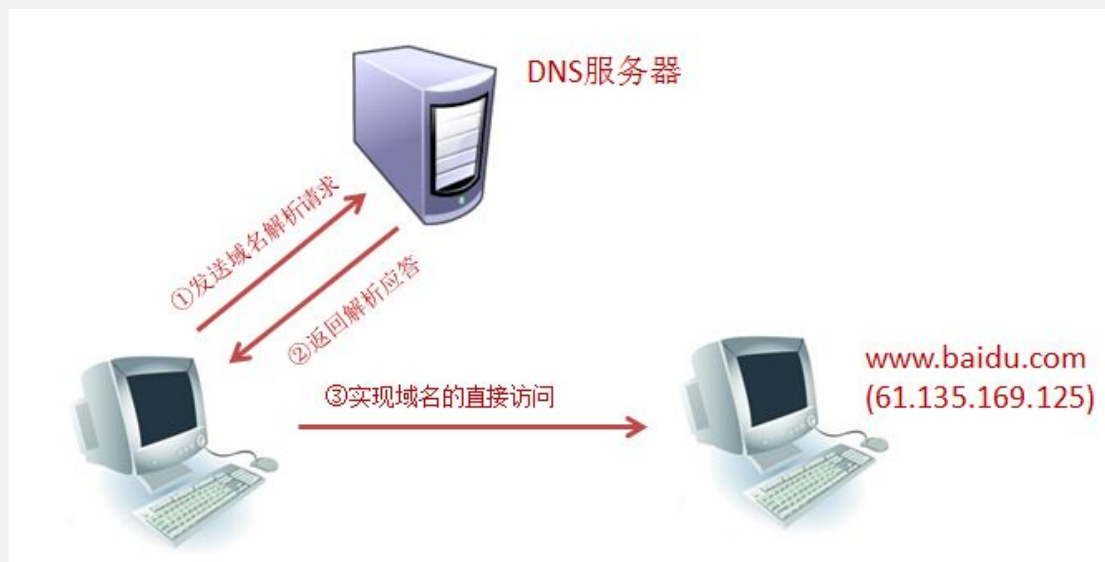 DNS服务器
①发送域名解析请求
②返回解析应答
③实现域名的直接访问
www.baidu.com
(61.135.169.125)